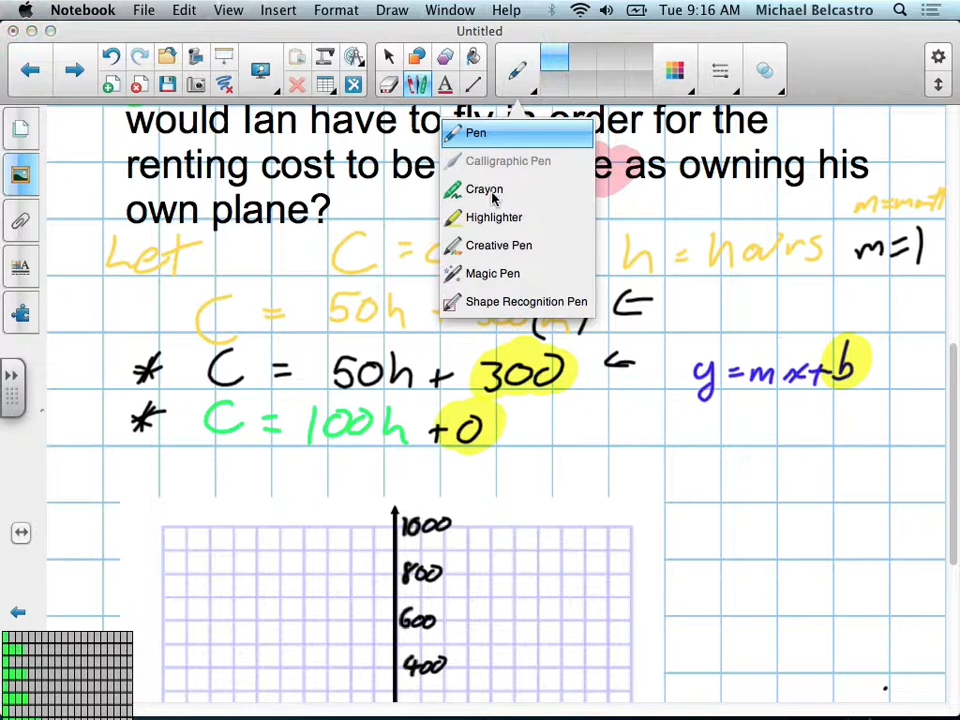 Notebook File Edit View Insert Format Draw Window Help Tue 9:16 AM Michael Belcastro
Untitled
would Ian have to fly in order for the
renting cost to be as owning his
own plane?
Pen
Calligraphic Pen
Crayon
Highlighter
Creative Pen
Magic Pen
Shape Recognition Pen
Let C = h = hours m=1
C = 50h ←
* C = 50h + 300 ← y = mx+b
* C = 100h + 0
1000
800
600
400